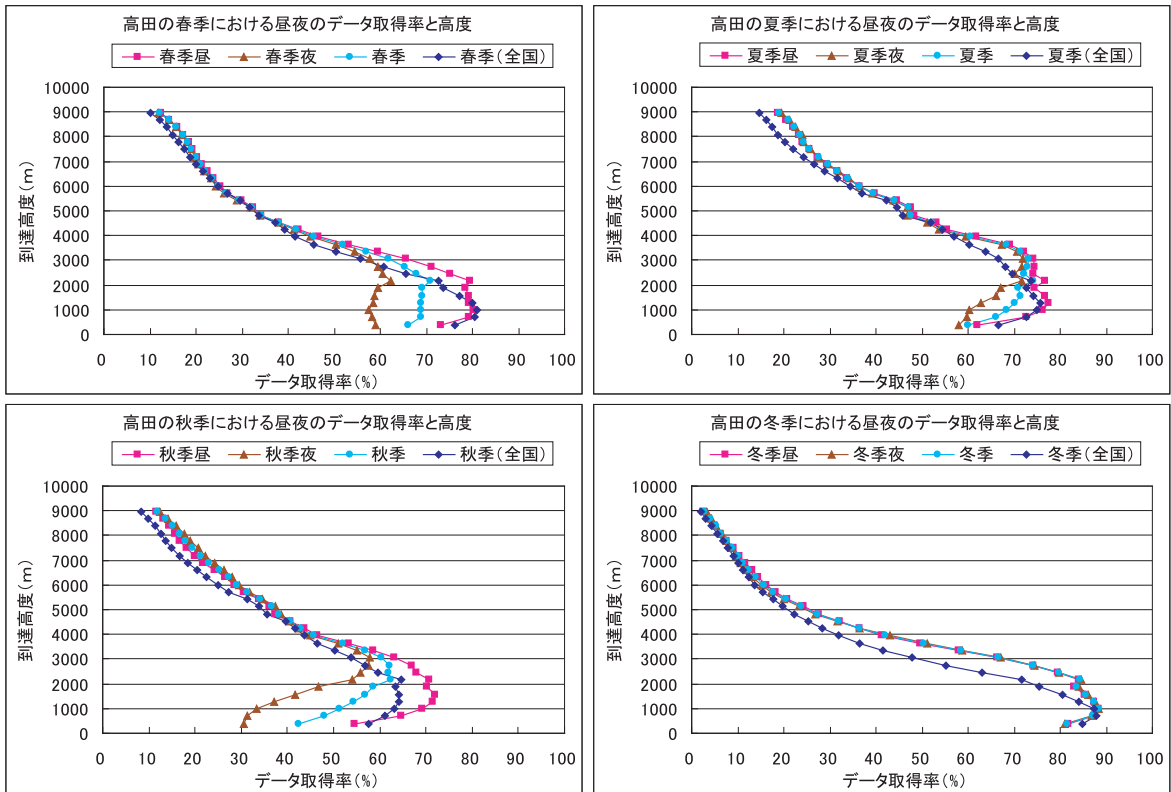 高田の春季における昼夜のデータ取得率と高度
春季昼 春季夜 春季 春季(全国)
到達高度(m)
10000
9000
8000
7000
6000
5000
4000
3000
2000
1000
0
0 10 20 30 40 50 60 70 80 90 100
データ取得率(%)
高田の夏季における昼夜のデータ取得率と高度
夏季昼 夏季夜 夏季 夏季(全国)
到達高度(m)
10000
9000
8000
7000
6000
5000
4000
3000
2000
1000
0
0 10 20 30 40 50 60 70 80 90 100
データ取得率(%)
高田の秋季における昼夜のデータ取得率と高度
秋季昼 秋季夜 秋季 秋季(全国)
到達高度(m)
10000
9000
8000
7000
6000
5000
4000
3000
2000
1000
0
0 10 20 30 40 50 60 70 80 90 100
データ取得率(%)
高田の冬季における昼夜のデータ取得率と高度
冬季昼 冬季夜 冬季 冬季(全国)
到達高度(m)
10000
9000
8000
7000
6000
5000
4000
3000
2000
1000
0
0 10 20 30 40 50 60 70 80 90 100
データ取得率(%)